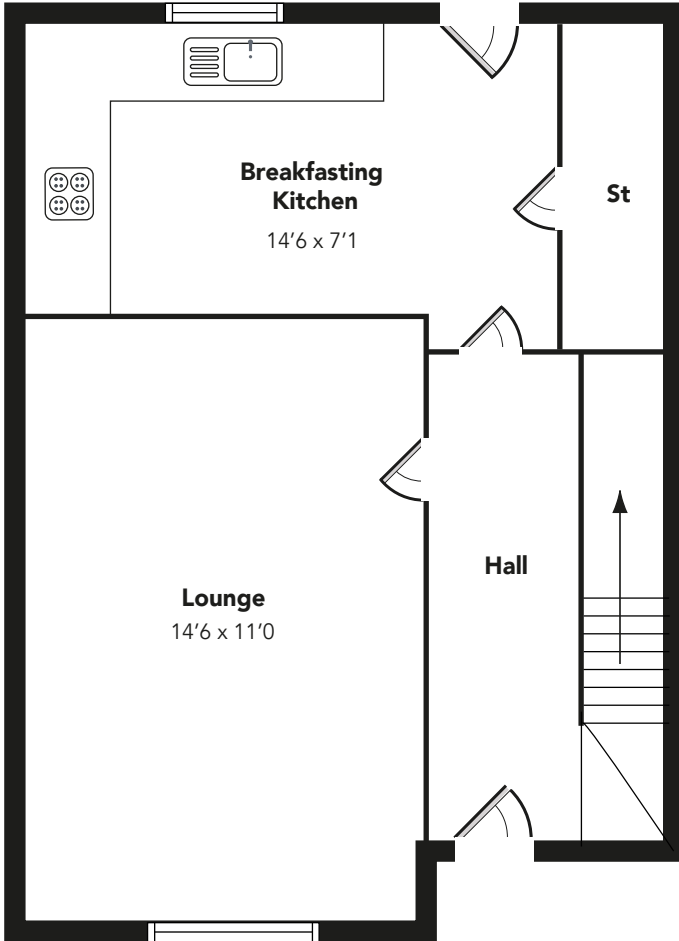 Breakfasting
Kitchen
14’6 x 7’1
St
Hall
Lounge
14’6 x 11’0